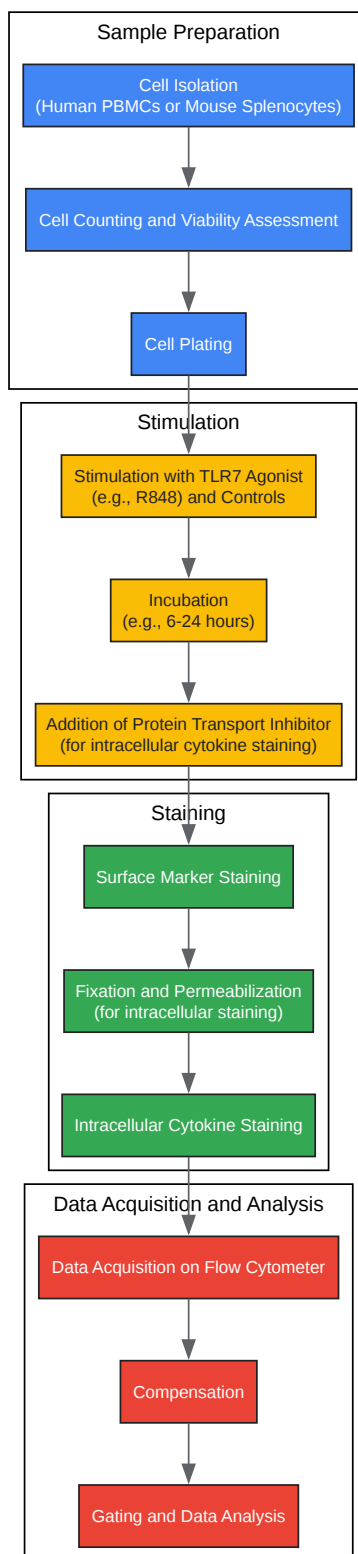 Sample Preparation
Cell Isolation
(Human PBMCs or Mouse Splenocytes)
Cell Counting and Viability Assessment
Cell Plating
Stimulation
Stimulation with TLR7 Agonist
(e.g., R848) and Controls
Incubation
(e.g., 6-24 hours)
Addition of Protein Transport Inhibitor
(for intracellular cytokine staining)
Staining
Surface Marker Staining
Fixation and Permeabilization
(for intracellular staining)
Intracellular Cytokine Staining
Data Acquisition and Analysis
Data Acquisition on Flow Cytometer
Compensation
Gating and Data Analysis